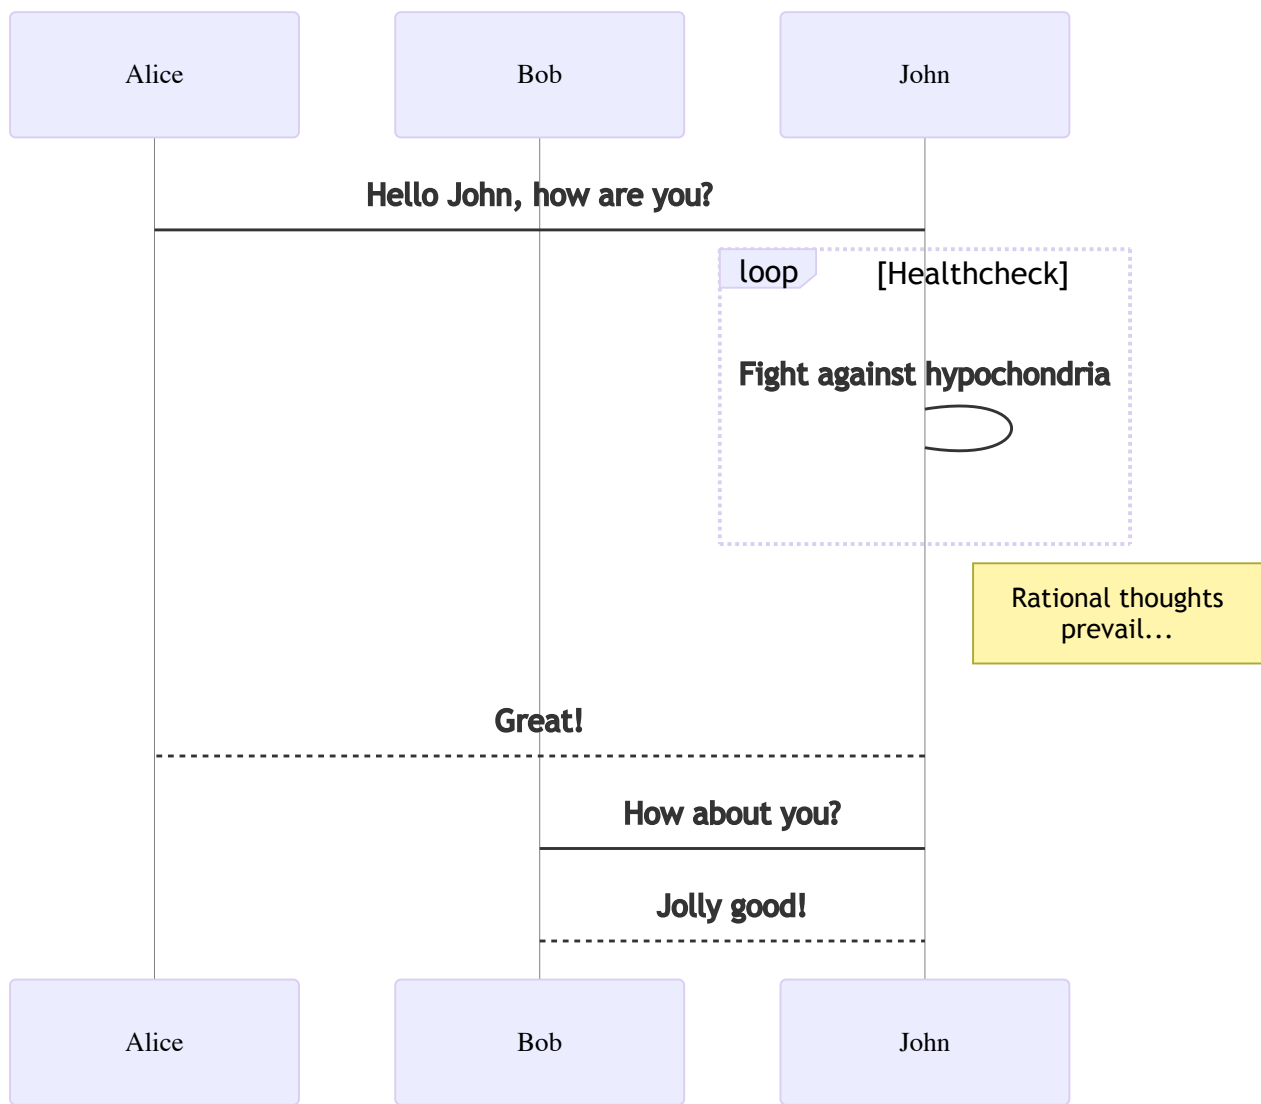 Alice
Bob
John
Hello John, how are you?
loop
[Healthcheck]
Fight against hypochondria
Rational thoughts
prevail...
Great!
How about you?
Jolly good!
Alice
Bob
John